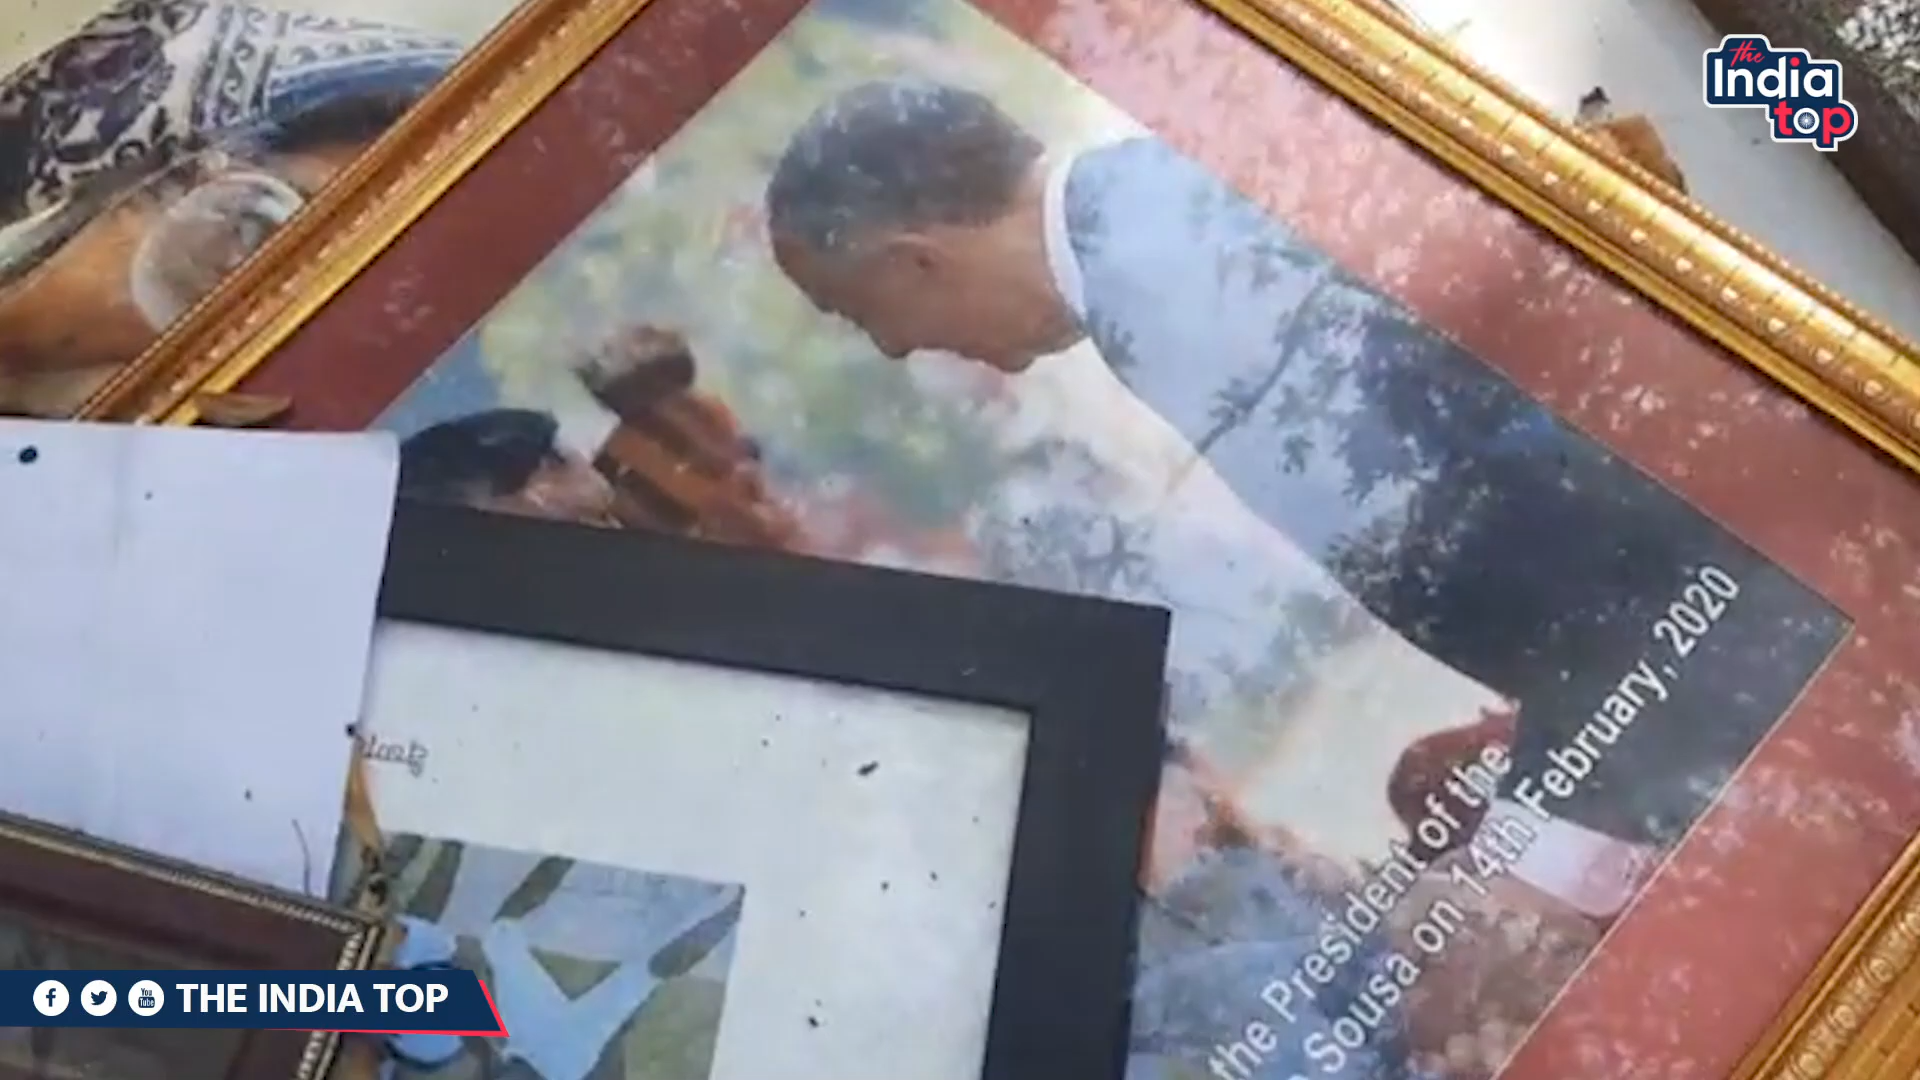 the
India
top
the President of the
Sousa on 14th February, 2020
THE INDIA TOP